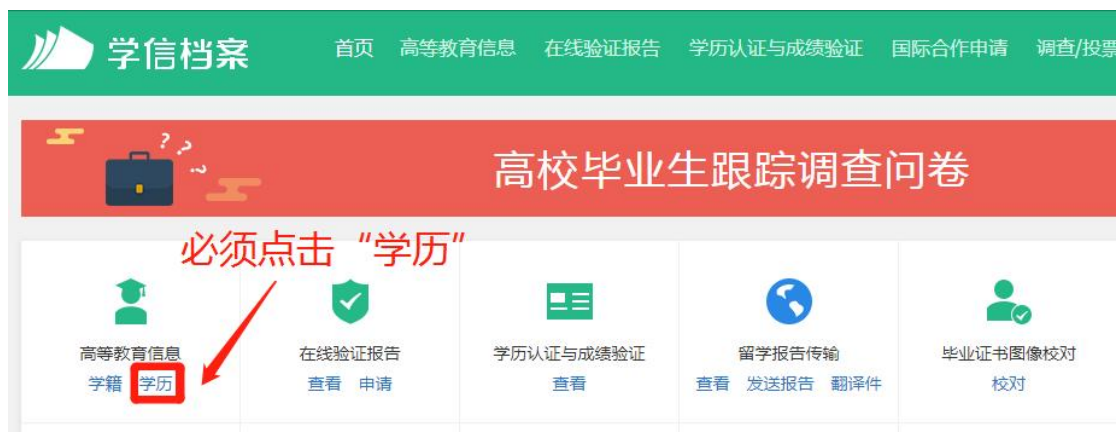 学信档案
首页 高等教育信息 在线验证报告 学历认证与成绩验证 国际合作申请 调查/投票
? ? ?
高校毕业生跟踪调查问卷
必须点击“学历”
高等教育信息 在线验证报告 学历认证与成绩验证 留学报告传输 毕业证书图像校对
学籍 学历 查看 申请 查看 查看 发送报告 翻译件 校对